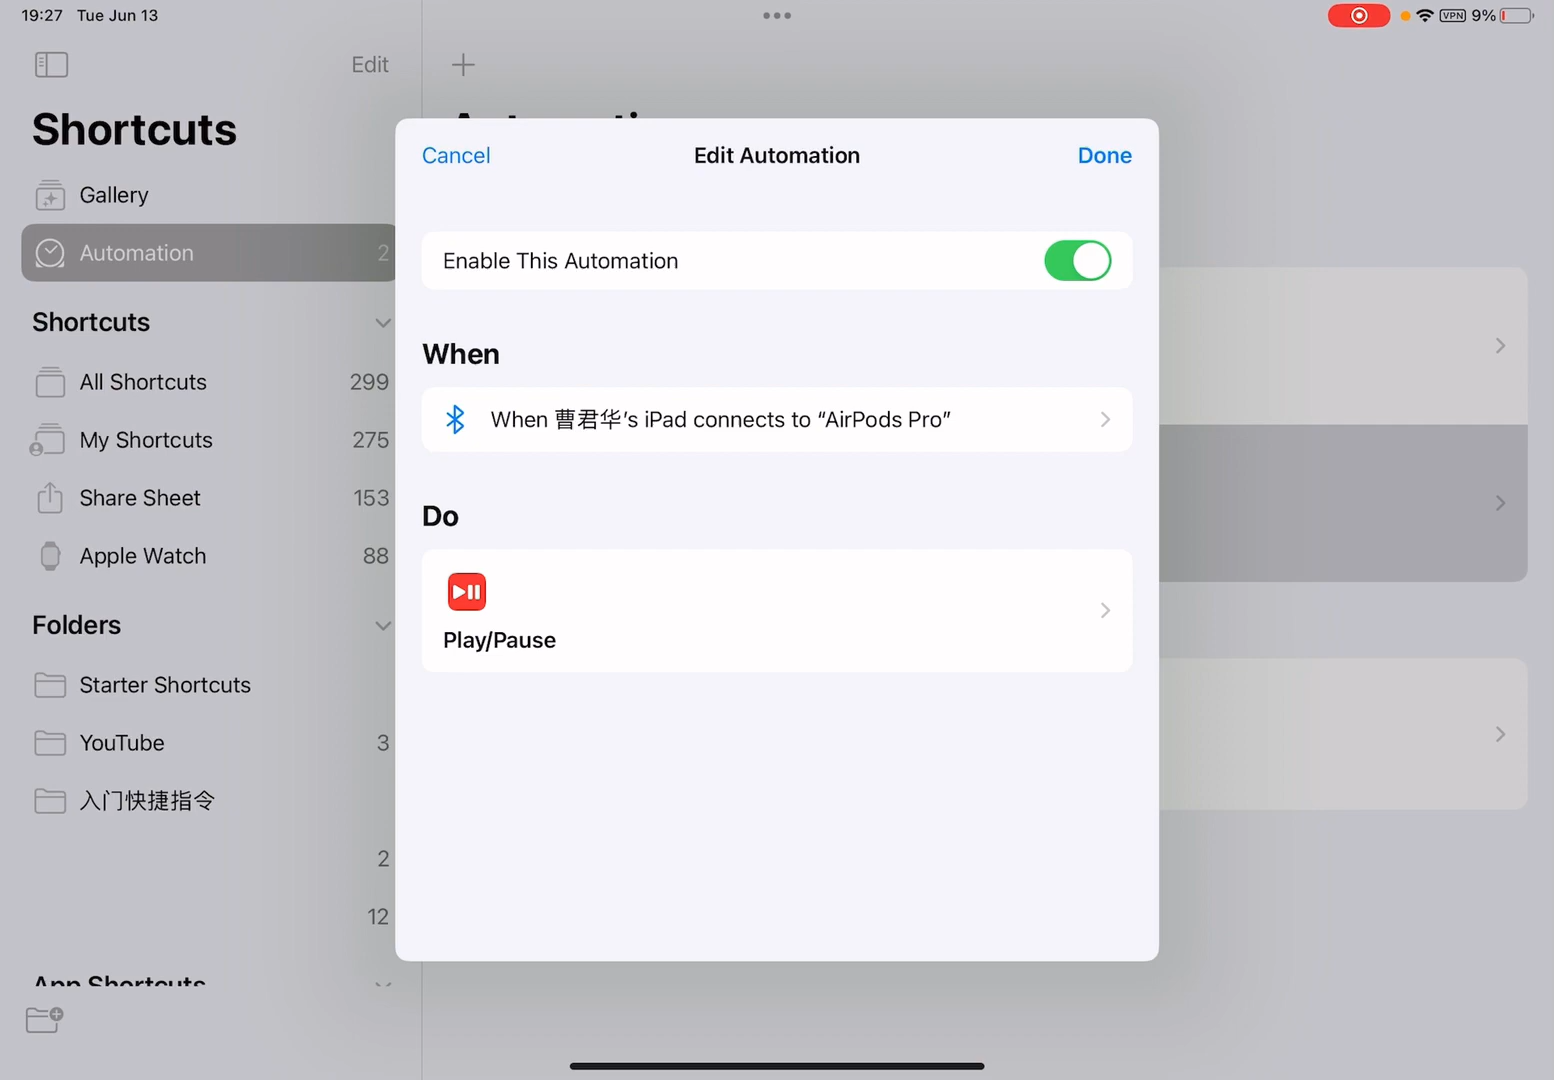 19:27 Tue Jun 13
VPN 9%
Edit
Shortcuts
Gallery
Automation 2
Shortcuts
All Shortcuts 299
My Shortcuts 275
Share Sheet 153
Apple Watch 88
Folders
Starter Shortcuts
YouTube 3
入门快捷指令
2
12
App Shortcuts
Cancel Edit Automation Done
Enable This Automation
When
When 曹君华’s iPad connects to “AirPods Pro”
Do
Play/Pause